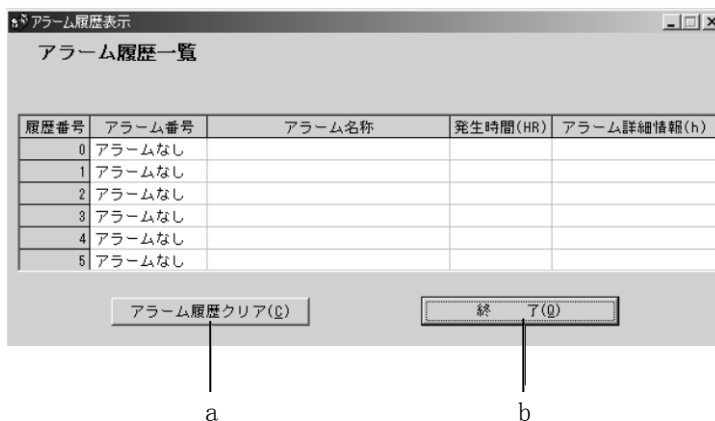 アラーム履歴表示
アラーム履歴一覧
履歴番号 アラーム番号 アラーム名称 発生時間(HR) アラーム詳細情報(h)
0 アラームなし
1 アラームなし
2 アラームなし
3 アラームなし
4 アラームなし
5 アラームなし
アラーム履歴クリア(C) 終 了(Q)
a b